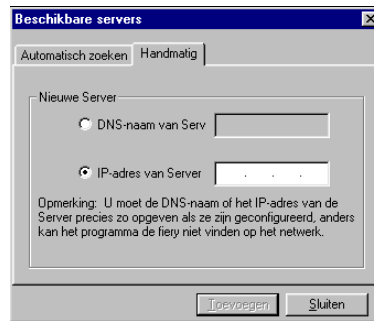 Beschikbare servers
Automatisch zoeken Handmatig
Nieuwe Server
DNS-naam van Serv
IP-adres van Server . . .
Opmerking: U moet de DNS-naam of het IP-adres van de
Server precies zo opgeven als ze zijn geconfigureerd, anders
kan het programma de fiery niet vinden op het netwerk.
Toevoegen Sluiten